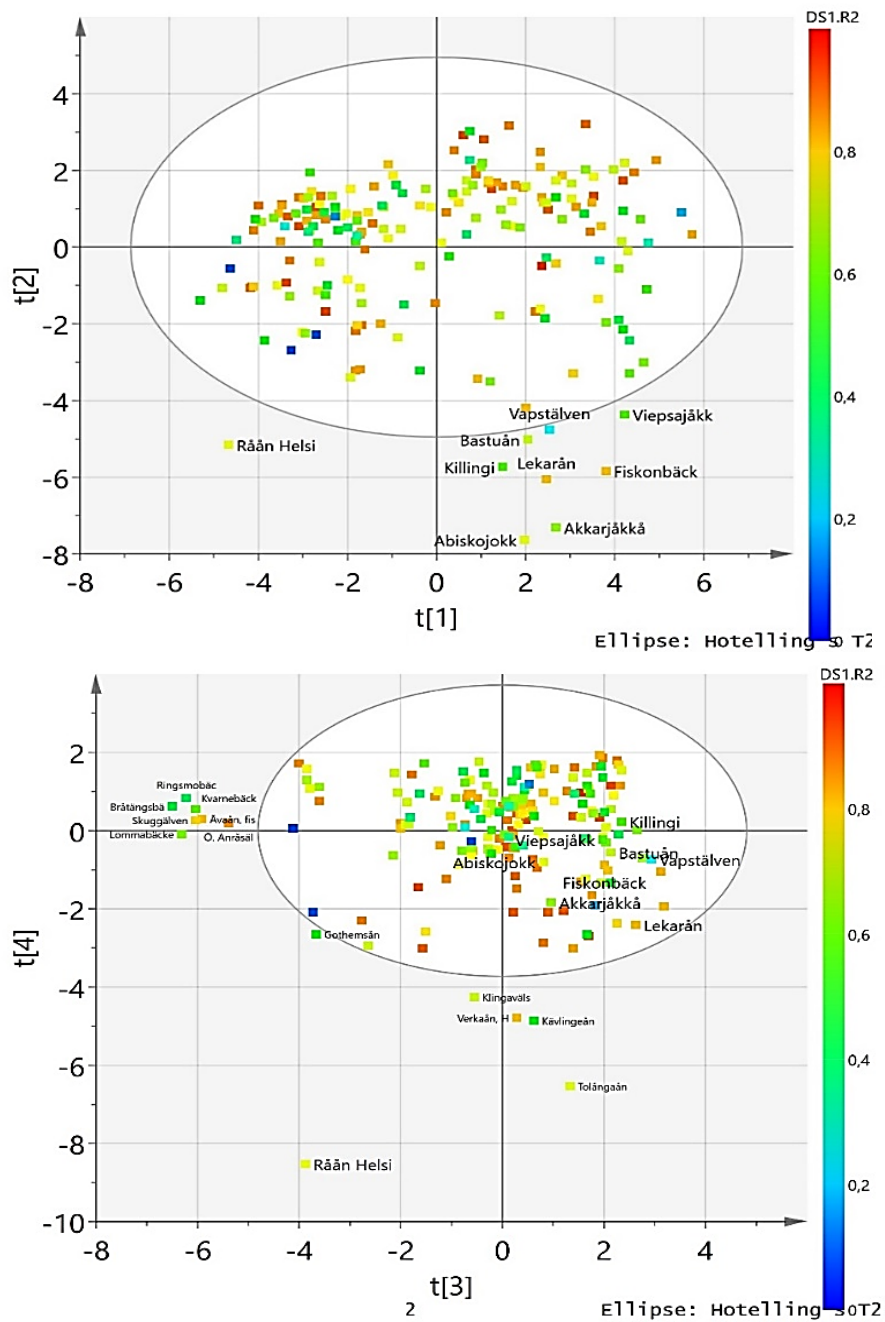 DS1.R2
4
2
0
-2
-4
-6
-8
t[2]
-8
-6
-4
-2
0
2
4
6
t[1]
0,8
0,6
0,4
0,2
0
Vapstälven
Viepsajåkk
Bastuån
Råån Helsi
Killingi
Lekarån
Fiskonbäck
Akkarjåkkå
Abiskojokk
Ellipse: Hotelling's T2
DS1.R2
2
0
-2
-4
-6
-8
-10
t[4]
-8
-6
-4
-2
0
2
4
t[3]
0,8
0,6
0,4
0,2
0
Ringsmobäc
Kvarnebäck
Bråtängsbä
Skuggälven
Avaån, fis
Lommabäcke
Ö. Anräsäl
Killingi
Viepsajåkk
Bastuån
Vapstälven
Abiskojokk
Fiskonbäck
Akkarjåkkå
Lekarån
Gothemsån
Klingaväls
Verkaån, H
Kävlingeån
Tolångaån
Råån Helsi
2
Ellipse: Hotelling's T2